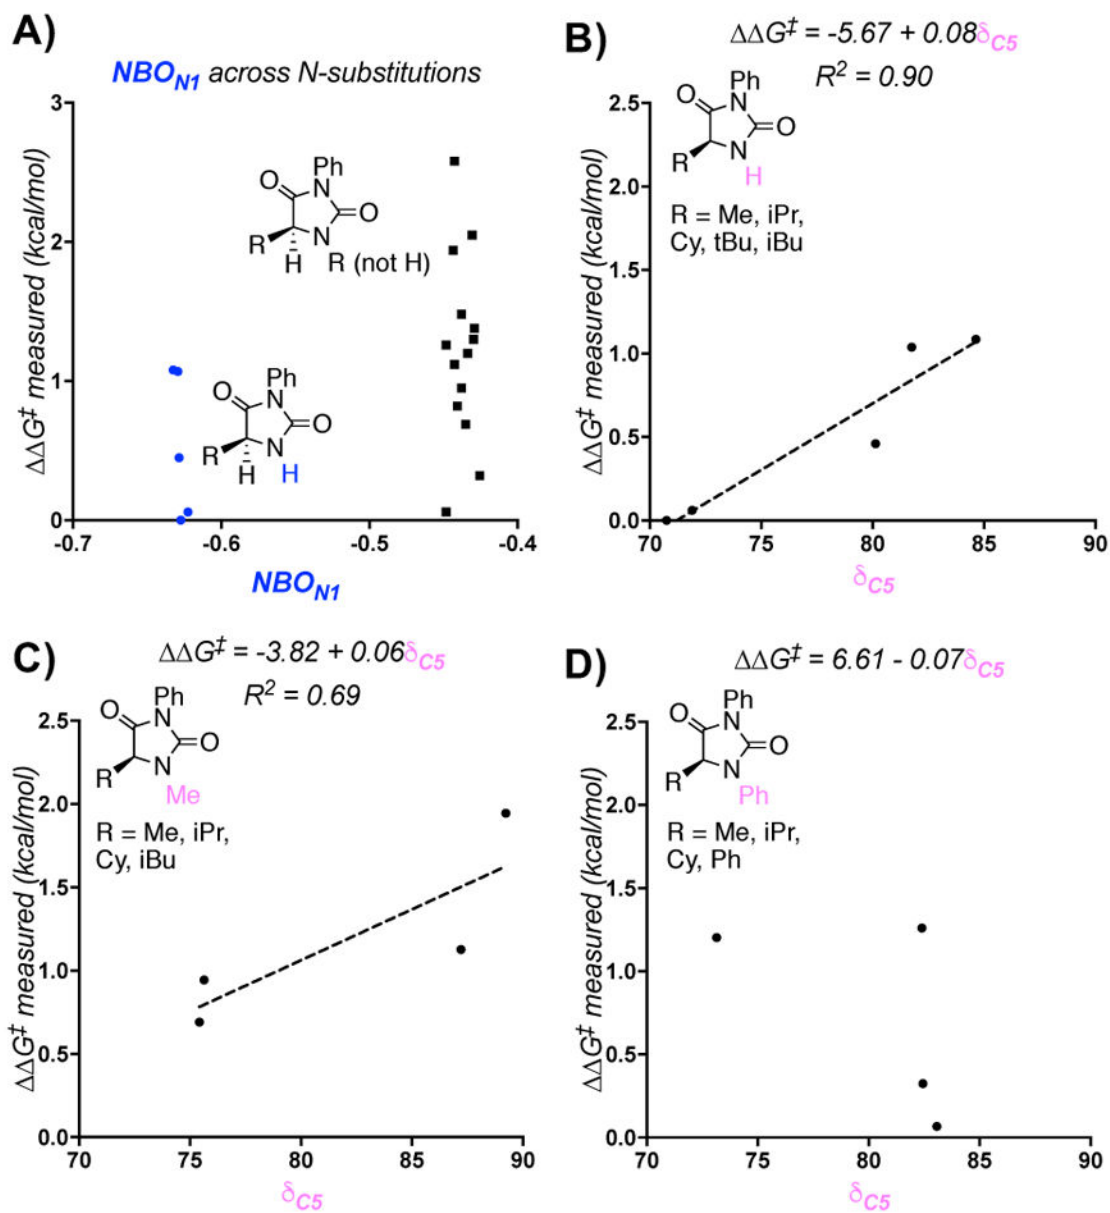 A)
NBO_N1 across N-substitutions
ΔΔG‡ measured (kcal/mol)
3
2
1
0
-0.7
-0.6
-0.5
-0.4
NBO_N1
Ph
O
N
O
R
N
H
R (not H)
Ph
O
N
O
R
N
H
H
B)
ΔΔG‡ = -5.67 + 0.08δ_C5
R² = 0.90
ΔΔG‡ measured (kcal/mol)
2.5
2.0
1.5
1.0
0.5
0.0
70
75
80
85
90
δ_C5
Ph
O
N
O
R
N
H
R = Me, iPr,
Cy, tBu, iBu
C)
ΔΔG‡ = -3.82 + 0.06δ_C5
R² = 0.69
ΔΔG‡ measured (kcal/mol)
2.5
2.0
1.5
1.0
0.5
0.0
70
75
80
85
90
δ_C5
Ph
O
N
O
R
N
Me
R = Me, iPr,
Cy, iBu
D)
ΔΔG‡ = 6.61 - 0.07δ_C5
ΔΔG‡ measured (kcal/mol)
2.5
2.0
1.5
1.0
0.5
0.0
70
75
80
85
90
δ_C5
Ph
O
N
O
R
N
Ph
R = Me, iPr,
Cy, Ph